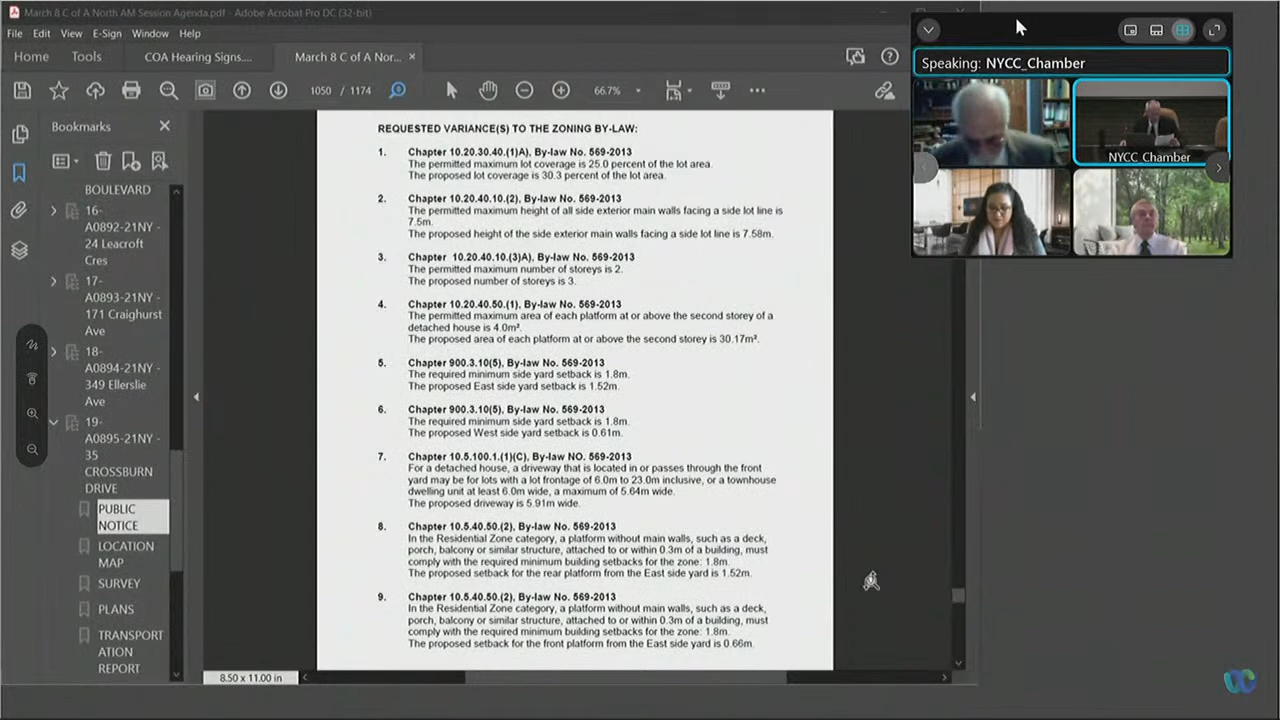 March 8 C of A North AM Session Agenda.pdf - Adobe Acrobat Pro DC (32-bit)
File Edit View E-Sign Window Help
Home Tools COA Hearing Signs.... March 8 C of A Nor... ×
1050 / 1174 66.7%
Bookmarks
BOULEVARD
16-
A0892-21NY -
24 Leacroft
Cres
17-
A0893-21NY -
171 Craighurst
Ave
18-
A0894-21NY -
349 Ellerslie
Ave
19-
A0895-21NY -
35
CROSSBURN
DRIVE
PUBLIC
NOTICE
LOCATION
MAP
SURVEY
PLANS
TRANSPORT
ATION
REPORT
REQUESTED VARIANCE(S) TO THE ZONING BY-LAW:
1. Chapter 10.20.30.40.(1)A), By-law No. 569-2013
The permitted maximum lot coverage is 25.0 percent of the lot area.
The proposed lot coverage is 30.3 percent of the lot area.
2. Chapter 10.20.40.10.(2), By-law No. 569-2013
The permitted maximum height of all side exterior main walls facing a side lot line is
7.5m.
The proposed height of the side exterior main walls facing a side lot line is 7.58m.
3. Chapter 10.20.40.10.(3)A), By-law No. 569-2013
The permitted maximum number of storeys is 2.
The proposed number of storeys is 3.
4. Chapter 10.20.40.50.(1), By-law No. 569-2013
The permitted maximum area of each platform at or above the second storey of a
detached house is 4.0m².
The proposed area of each platform at or above the second storey is 30.17m².
5. Chapter 900.3.10(5), By-law No. 569-2013
The required minimum side yard setback is 1.8m.
The proposed East side yard setback is 1.52m.
6. Chapter 900.3.10(5), By-law No. 569-2013
The required minimum side yard setback is 1.8m.
The proposed West side yard setback is 0.61m.
7. Chapter 10.5.100.1.(1)(C), By-law NO. 569-2013
For a detached house, a driveway that is located in or passes through the front
yard may be for lots with a lot frontage of 6.0m to 23.0m inclusive, or a townhouse
dwelling unit at least 6.0m wide, a maximum of 5.64m wide.
The proposed driveway is 5.91m wide.
8. Chapter 10.5.40.50.(2), By-law No. 569-2013
In the Residential Zone category, a platform without main walls, such as a deck,
porch, balcony or similar structure, attached to or within 0.3m of a building, must
comply with the required minimum building setbacks for the zone: 1.8m.
The proposed setback for the rear platform from the East side yard is 1.52m.
9. Chapter 10.5.40.50.(2), By-law No. 569-2013
In the Residential Zone category, a platform without main walls, such as a deck,
porch, balcony or similar structure, attached to or within 0.3m of a building, must
comply with the required minimum building setbacks for the zone: 1.8m.
The proposed setback for the front platform from the East side yard is 0.66m.
8.50 x 11.00 in
Speaking: NYCC_Chamber
NYCC_Chamber